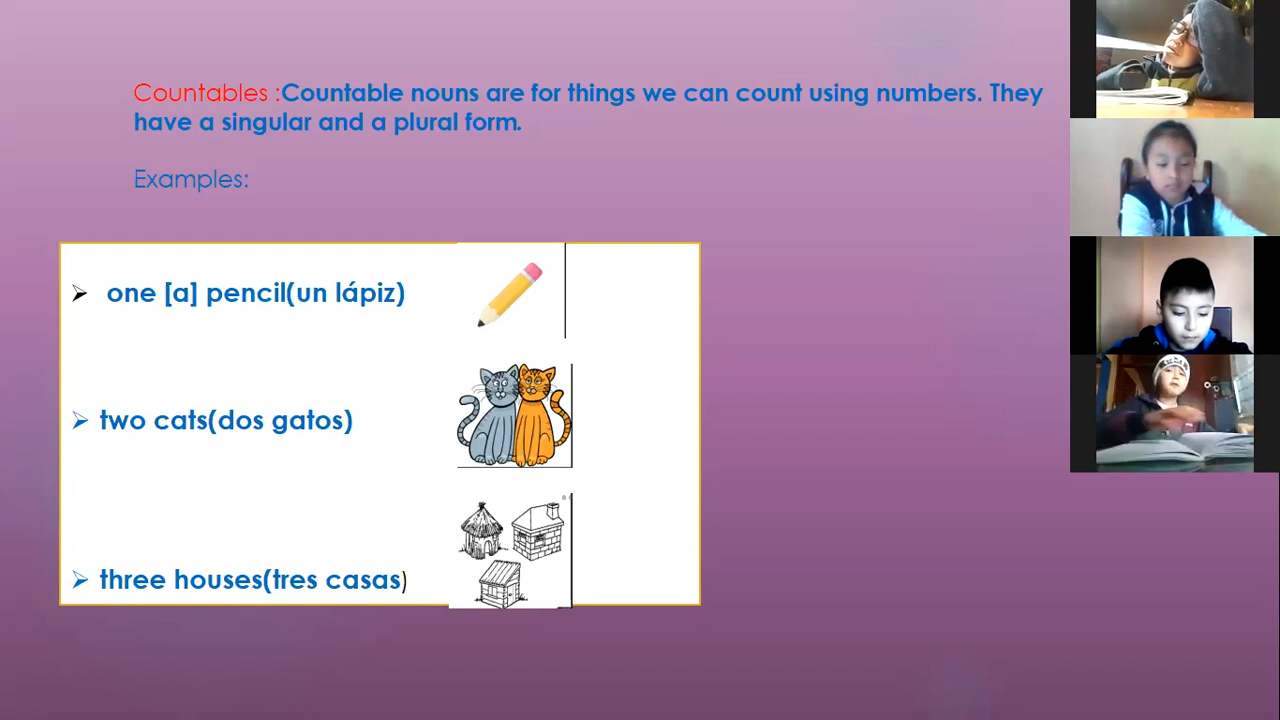 Countables :Countable nouns are for things we can count using numbers. They
have a singular and a plural form.
Examples:
one [a] pencil(un lápiz)
two cats(dos gatos)
three houses(tres casas)